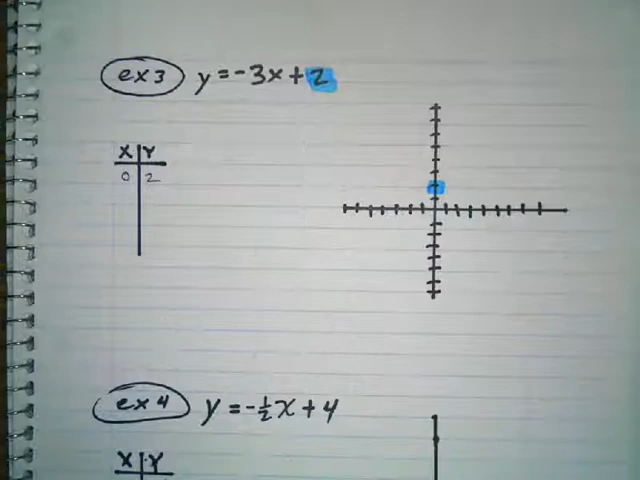 ex 3 y = -3x + 2
X Y
0 2
ex 4 y = -½x + 4
X Y